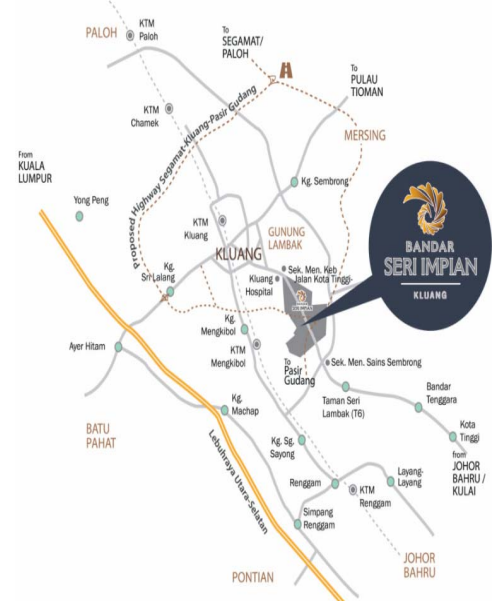 PALOH
KTM
Paloh
To
SEGAMAT/
PALOH
To
PULAU
TIOMAN
KTM
Chamek
MERSING
From
KUALA
LUMPUR
Proposed Highway Segamat-Kluang-Pasir Gudang
Kg. Sembrong
Yong Peng
KTM
Kluang
GUNUNG
LAMBAK
BANDAR
SERI IMPIAN
KLUANG
KLUANG
Kg.
Sri Lalang
Kluang
Hospital
Sek. Men. Keb
Jalan Kota Tinggi
SERI IMPIAN
Kg.
Mengkibol
Ayer Hitam
KTM
Mengkibol
To
Pasir
Gudang
Sek. Men. Sains Sembrong
Taman Seri
Lambak (T6)
Bandar
Tenggara
Kota
Tinggi
Kg.
Machap
BATU
PAHAT
Kg. Sg.
Sayong
from
JOHOR
BAHRU /
KULAI
Lebuhraya Utara-Selatan
Renggam
Layang-
Layang
KTM
Renggam
Simpang
Renggam
JOHOR
BAHRU
PONTIAN